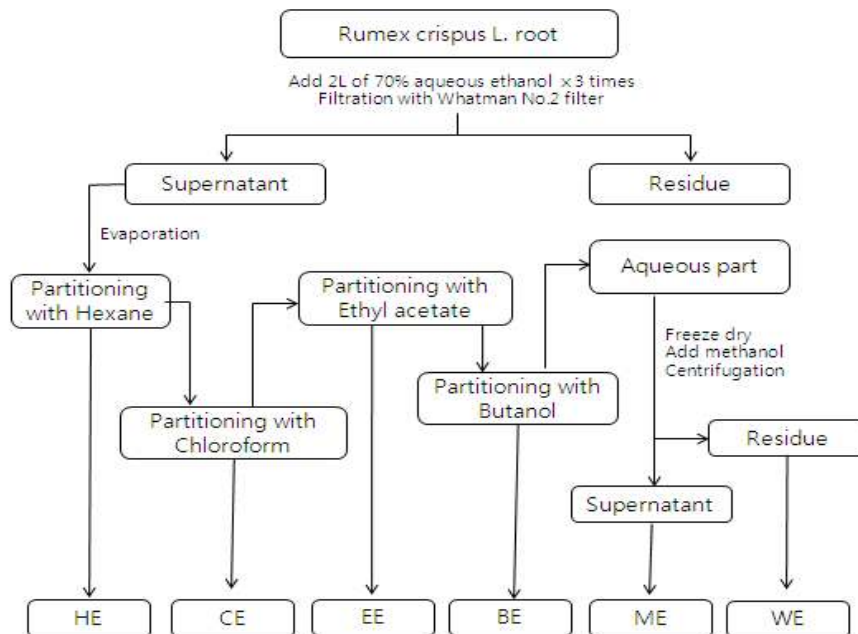 Rumex crispus L. root
Add 2L of 70% aqueous ethanol ×3 times
Filtration with Whatman No.2 filter
Supernatant
Residue
Evaporation
Partitioning
with Hexane
Partitioning with
Ethyl acetate
Aqueous part
Freeze dry
Add methanol
Centrifugation
Partitioning with
Chloroform
Partitioning with
Butanol
Residue
Supernatant
HE
CE
EE
BE
ME
WE